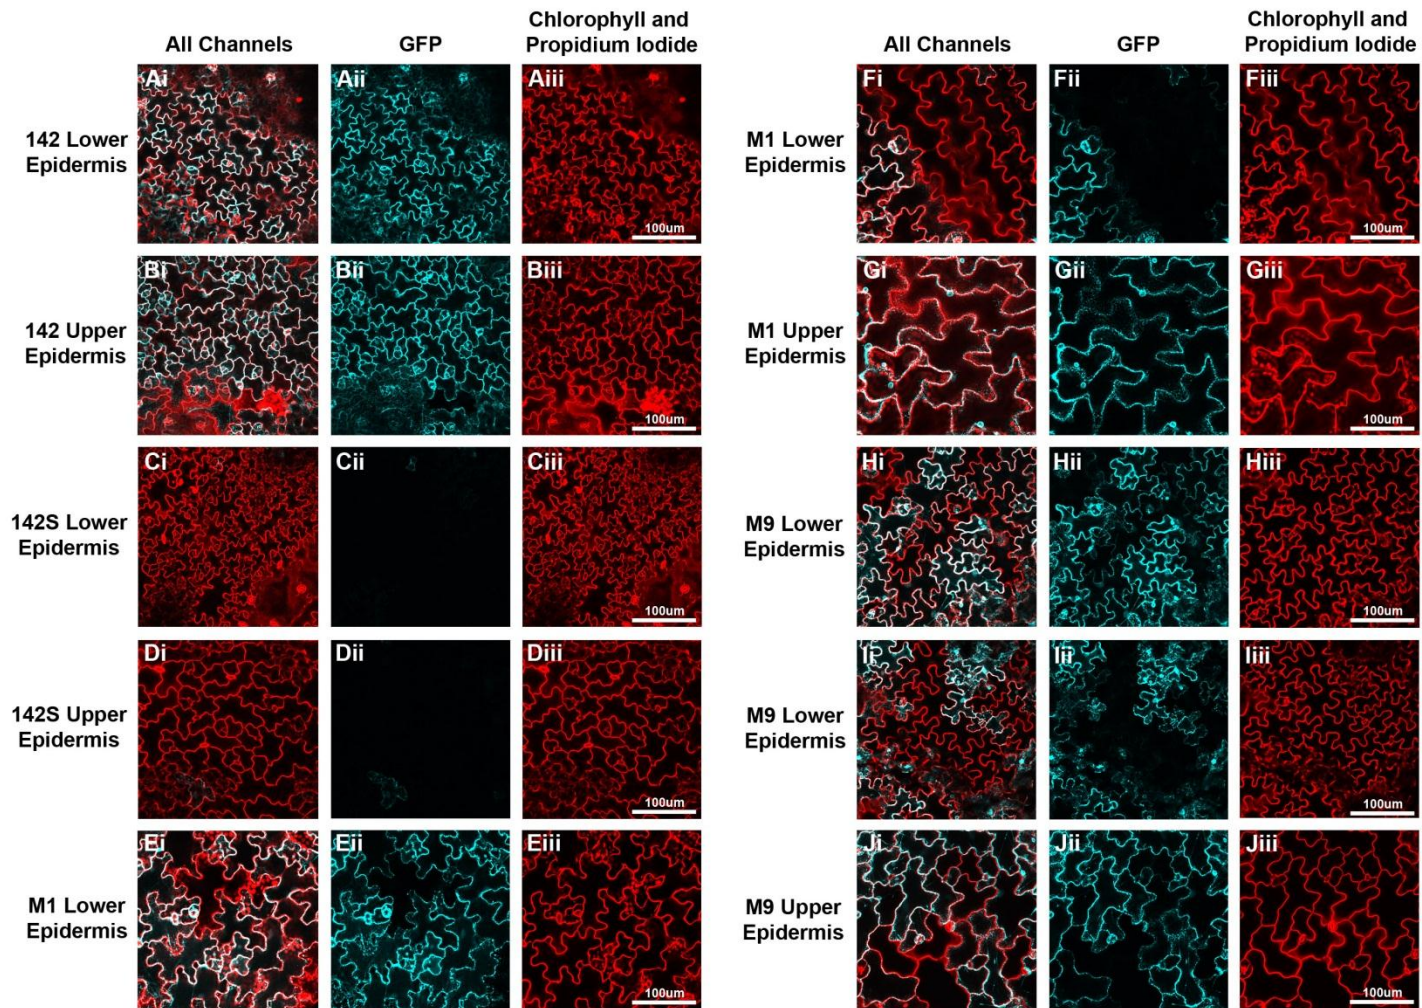 All Channels
GFP
Chlorophyll and
Propidium Iodide
142 Lower
Epidermis
Ai
Aii
Aiii
100um
142 Upper
Epidermis
Bi
Bii
Biii
100um
142S Lower
Epidermis
Ci
Cii
Ciii
100um
142S Upper
Epidermis
Di
Dii
Diii
100um
M1 Lower
Epidermis
Ei
Eii
Eiii
100um
All Channels
GFP
Chlorophyll and
Propidium Iodide
M1 Lower
Epidermis
Fi
Fii
Fiii
100um
M1 Upper
Epidermis
Gi
Gii
Giii
100um
M9 Lower
Epidermis
Hi
Hii
Hiii
100um
M9 Lower
Epidermis
Ii
Iii
Iiii
100um
M9 Upper
Epidermis
Ji
Jii
Jiii
100um